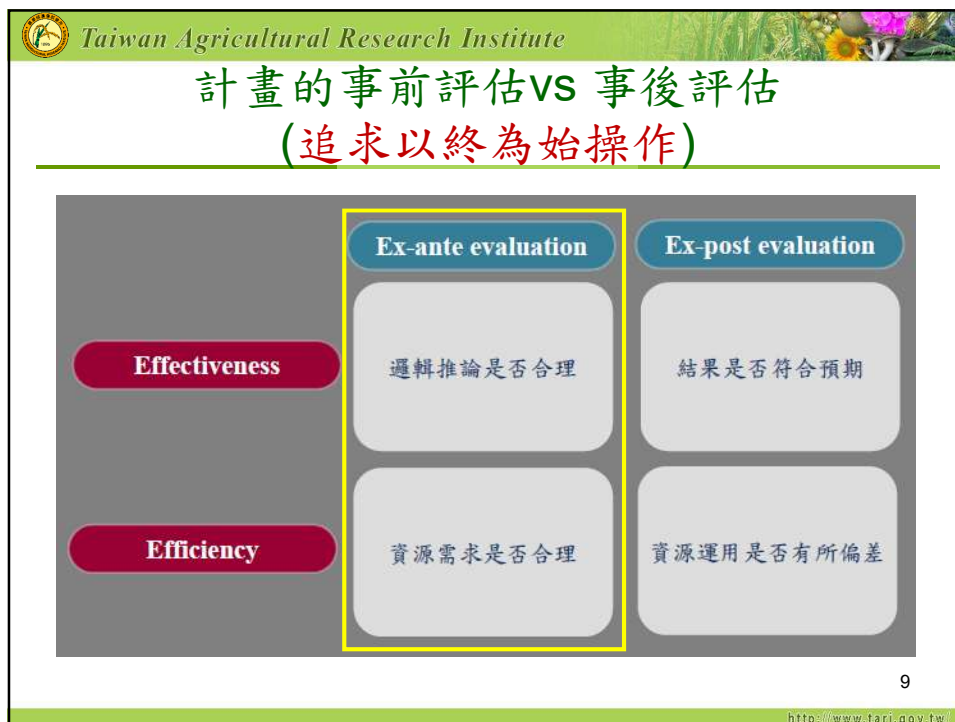 Taiwan Agricultural Research Institute
計畫的事前評估vs 事後評估
(追求以終為始操作)
Ex-ante evaluation
Ex-post evaluation
Effectiveness
邏輯推論是否合理
結果是否符合預期
Efficiency
資源需求是否合理
資源運用是否有所偏差
9
http://www.tari.gov.tw/